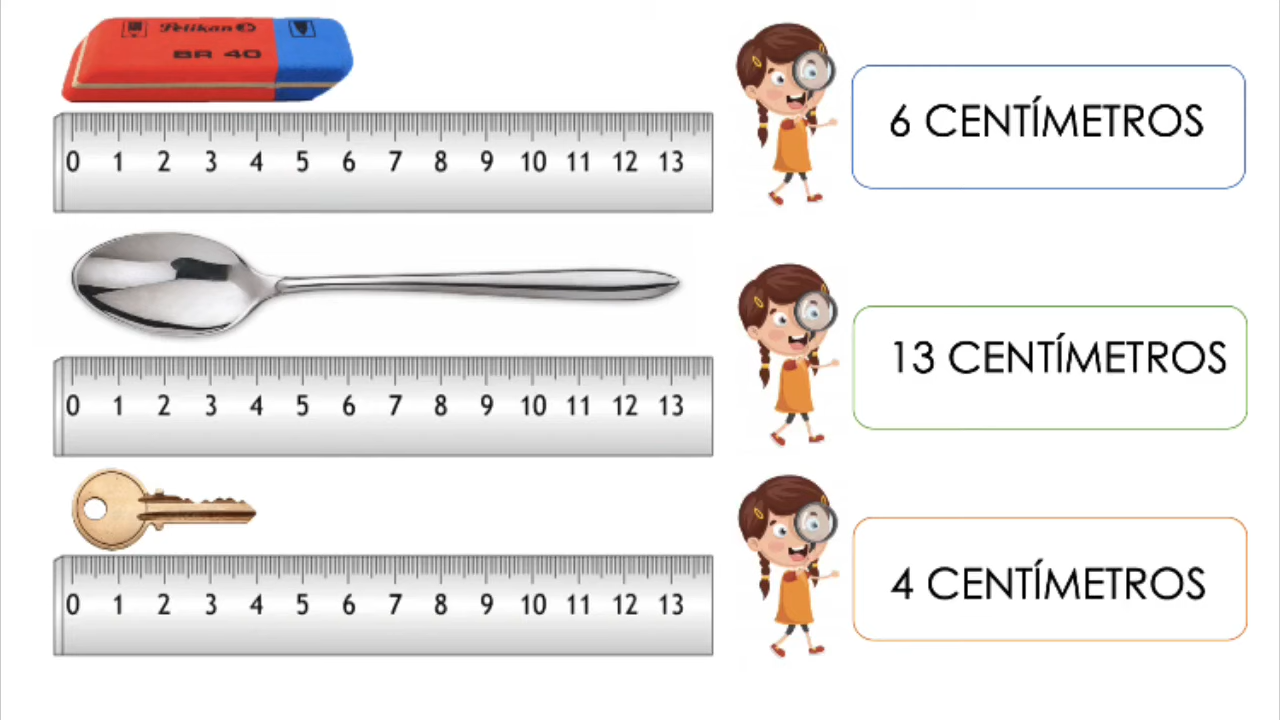 Pelikan
BR 40
0 1 2 3 4 5 6 7 8 9 10 11 12 13
6 CENTÍMETROS
0 1 2 3 4 5 6 7 8 9 10 11 12 13
13 CENTÍMETROS
0 1 2 3 4 5 6 7 8 9 10 11 12 13
4 CENTÍMETROS